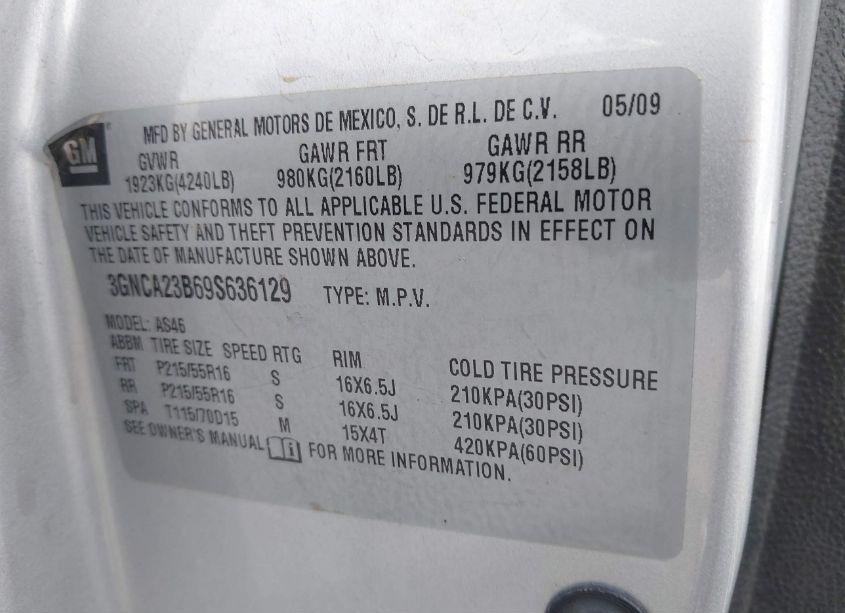 GM
MFD BY GENERAL MOTORS DE MEXICO, S. DE R.L. DE C.V. 05/09
GVWR GAWR FRT GAWR RR
1923KG(4240LB) 980KG(2160LB) 979KG(2158LB)
THIS VEHICLE CONFORMS TO ALL APPLICABLE U.S. FEDERAL MOTOR
VEHICLE SAFETY AND THEFT PREVENTION STANDARDS IN EFFECT ON
THE DATE OF MANUFACTURE SHOWN ABOVE.
3GNCA23B69S636129 TYPE: M.P.V.
MODEL: AS46
ABBM TIRE SIZE SPEED RTG RIM COLD TIRE PRESSURE
FRT P215/55R16 S 16X6.5J 210KPA(30PSI)
RR P215/55R16 S 16X6.5J 210KPA(30PSI)
SPA T115/70D15 M 15X4T 420KPA(60PSI)
SEE OWNER'S MANUAL i FOR MORE INFORMATION.